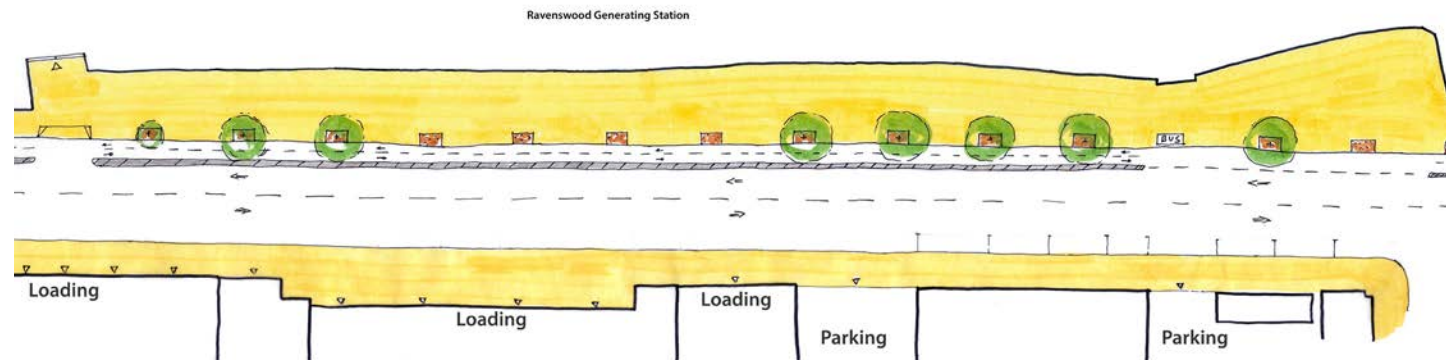 Ravenswood Generating Station
BUS
Loading
Loading
Loading
Parking
Parking